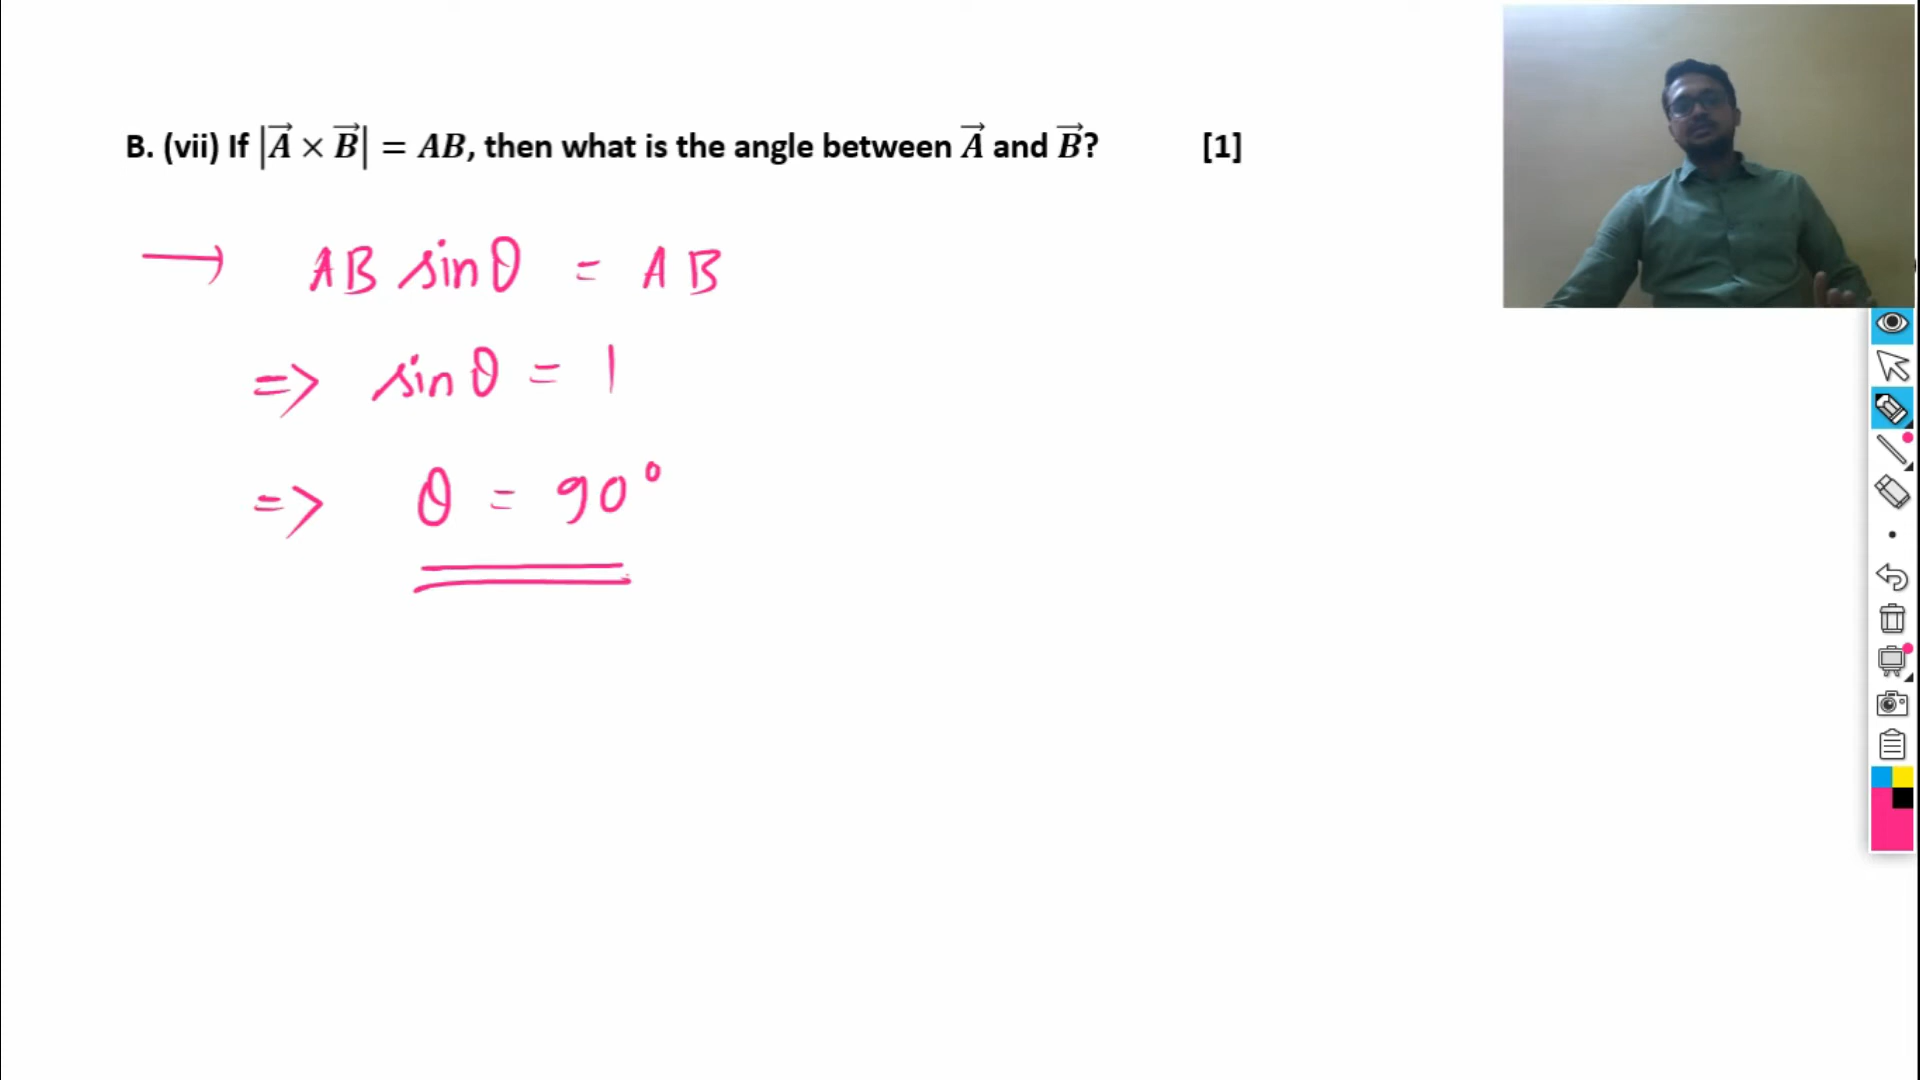 B. (vii) If |A⃗ × B⃗| = AB, then what is the angle between A⃗ and B⃗? [1]
→ AB sinθ = AB
=> sinθ = 1
=> θ = 90°